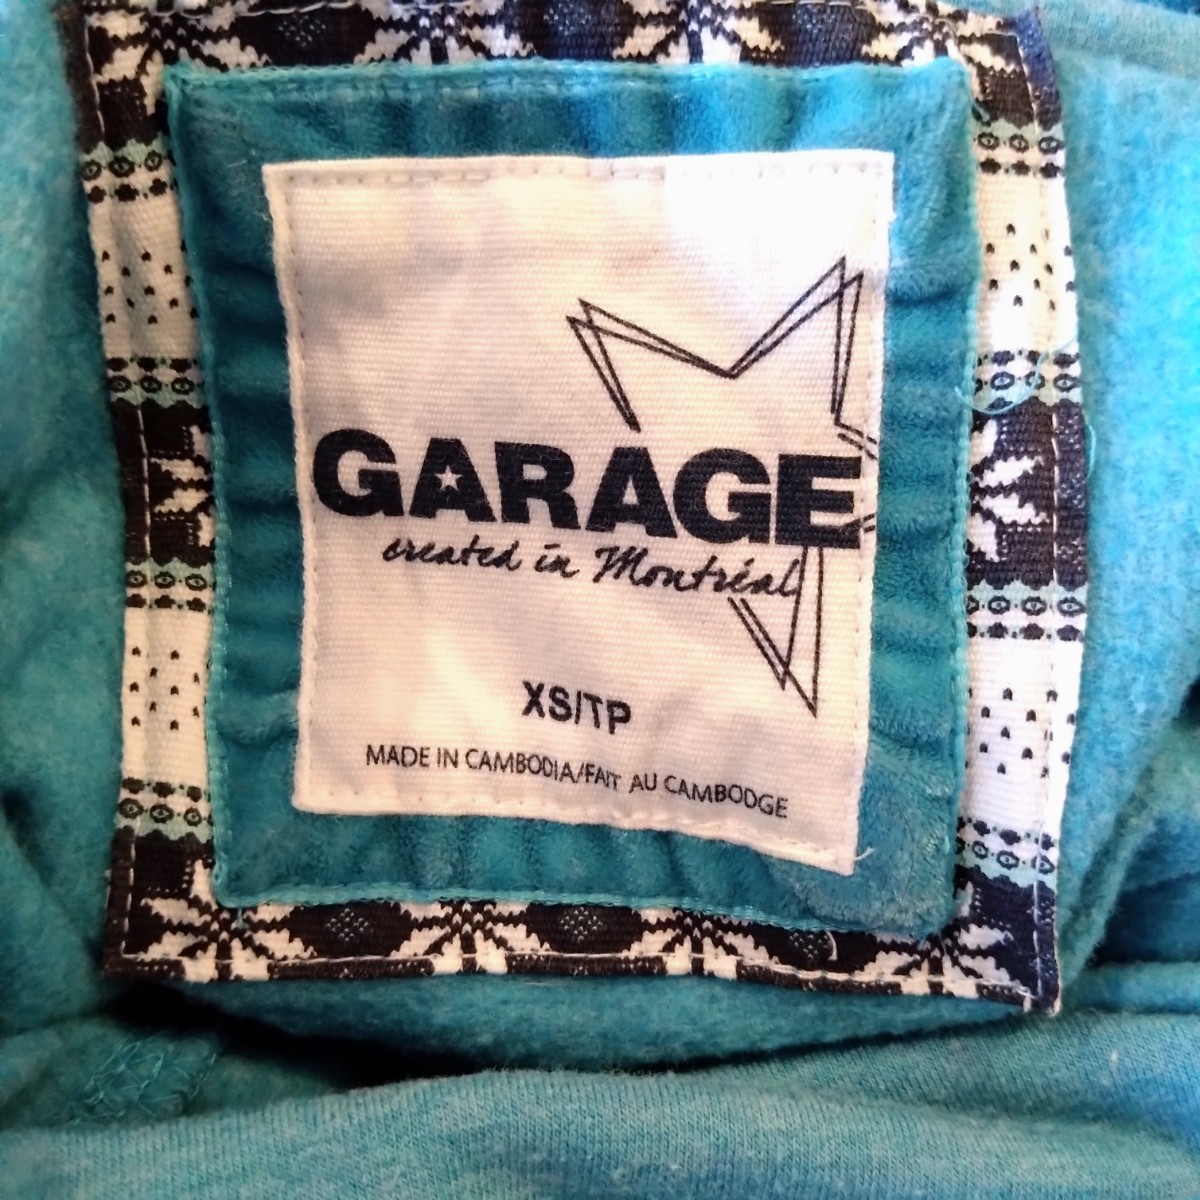 GARAGE
created in Montréal
XS/TP
MADE IN CAMBODIA/FAIT AU CAMBODGE